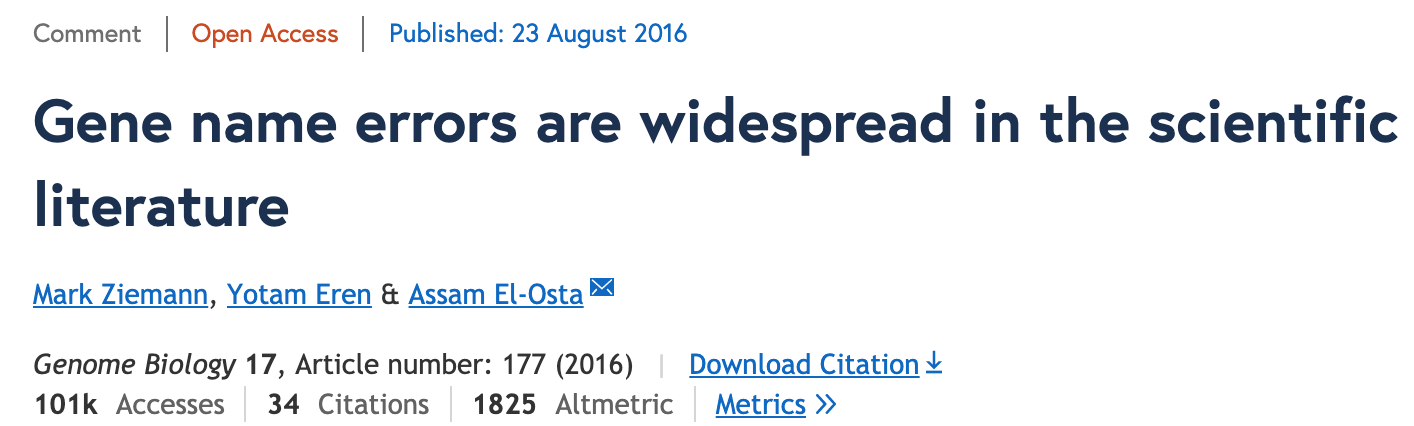 Comment | Open Access | Published: 23 August 2016
Gene name errors are widespread in the scientific
literature
Mark Ziemann, Yotam Eren & Assam El-Osta
Genome Biology 17, Article number: 177 (2016) | Download Citation
101k Accesses | 34 Citations | 1825 Altmetric | Metrics